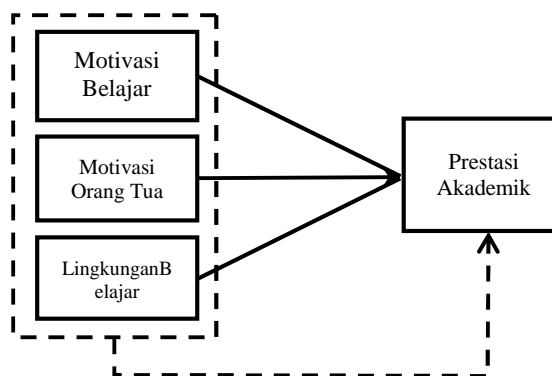 Motivasi
Belajar
Motivasi
Orang Tua
LingkunganB
elajar
Prestasi
Akademik